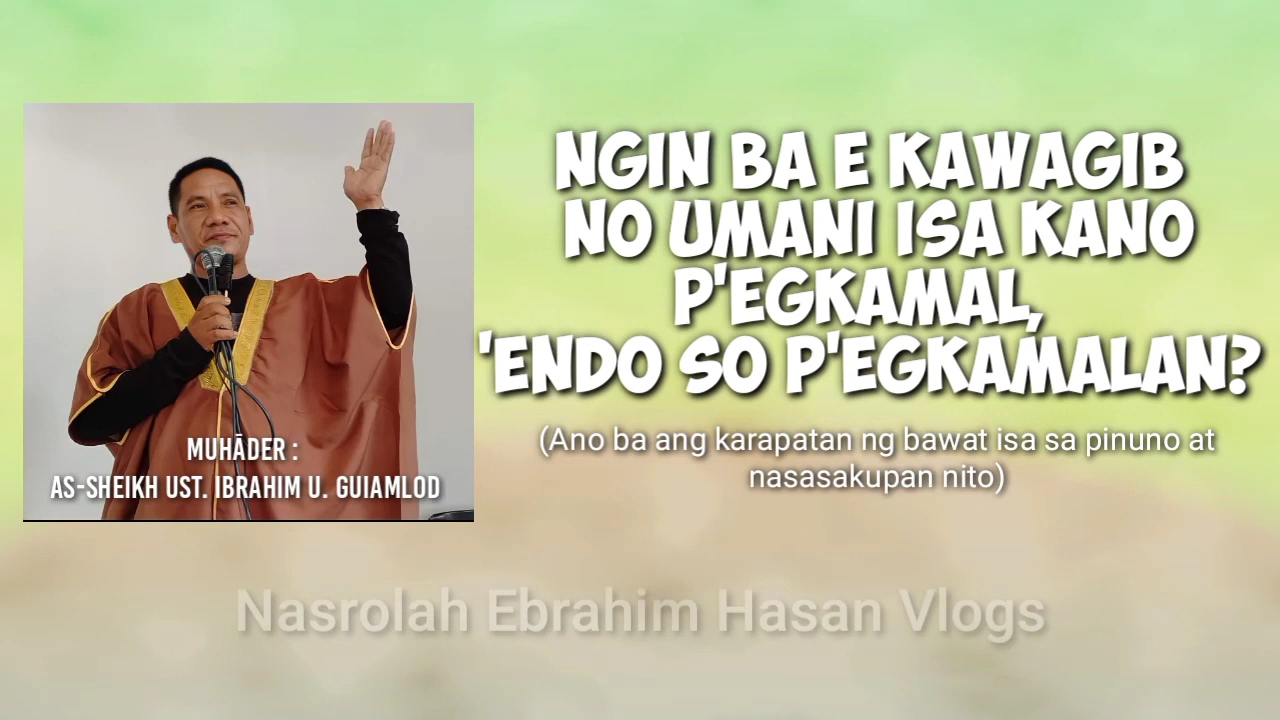 NGIN BA E KAWAGIB
NO UMANI ISA KANO
P'EGKAMAL,
'ENDO SO P'EGKAMALAN?
(Ano ba ang karapatan ng bawat isa sa pinuno at
nasasakupan nito)
MUHĀDER :
AS-SHEIKH UST. IBRAHIM U. GUIAMLOD
Nasrolah Ebrahim Hasan Vlogs